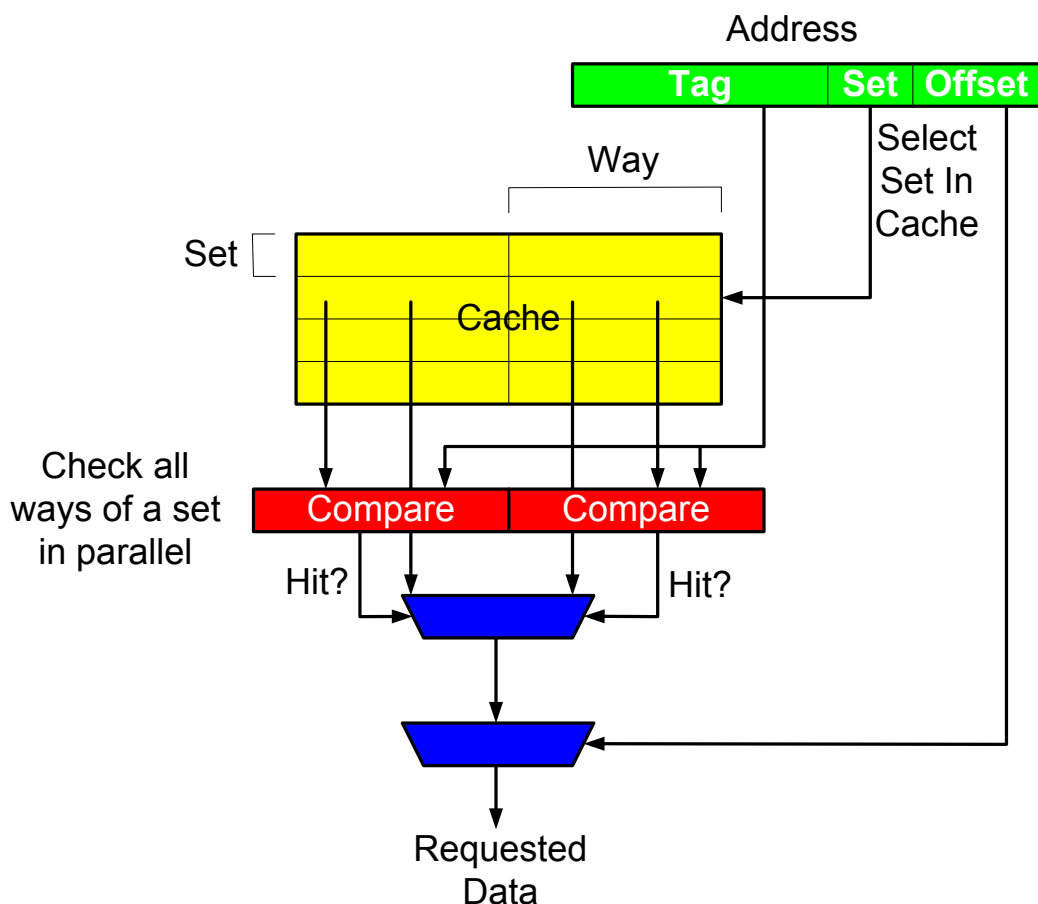 Address
Tag Set Offset
Select
Set In
Cache
Way
Set
Cache
Check all
ways of a set
in parallel
Compare Compare
Hit? Hit?
Requested
Data